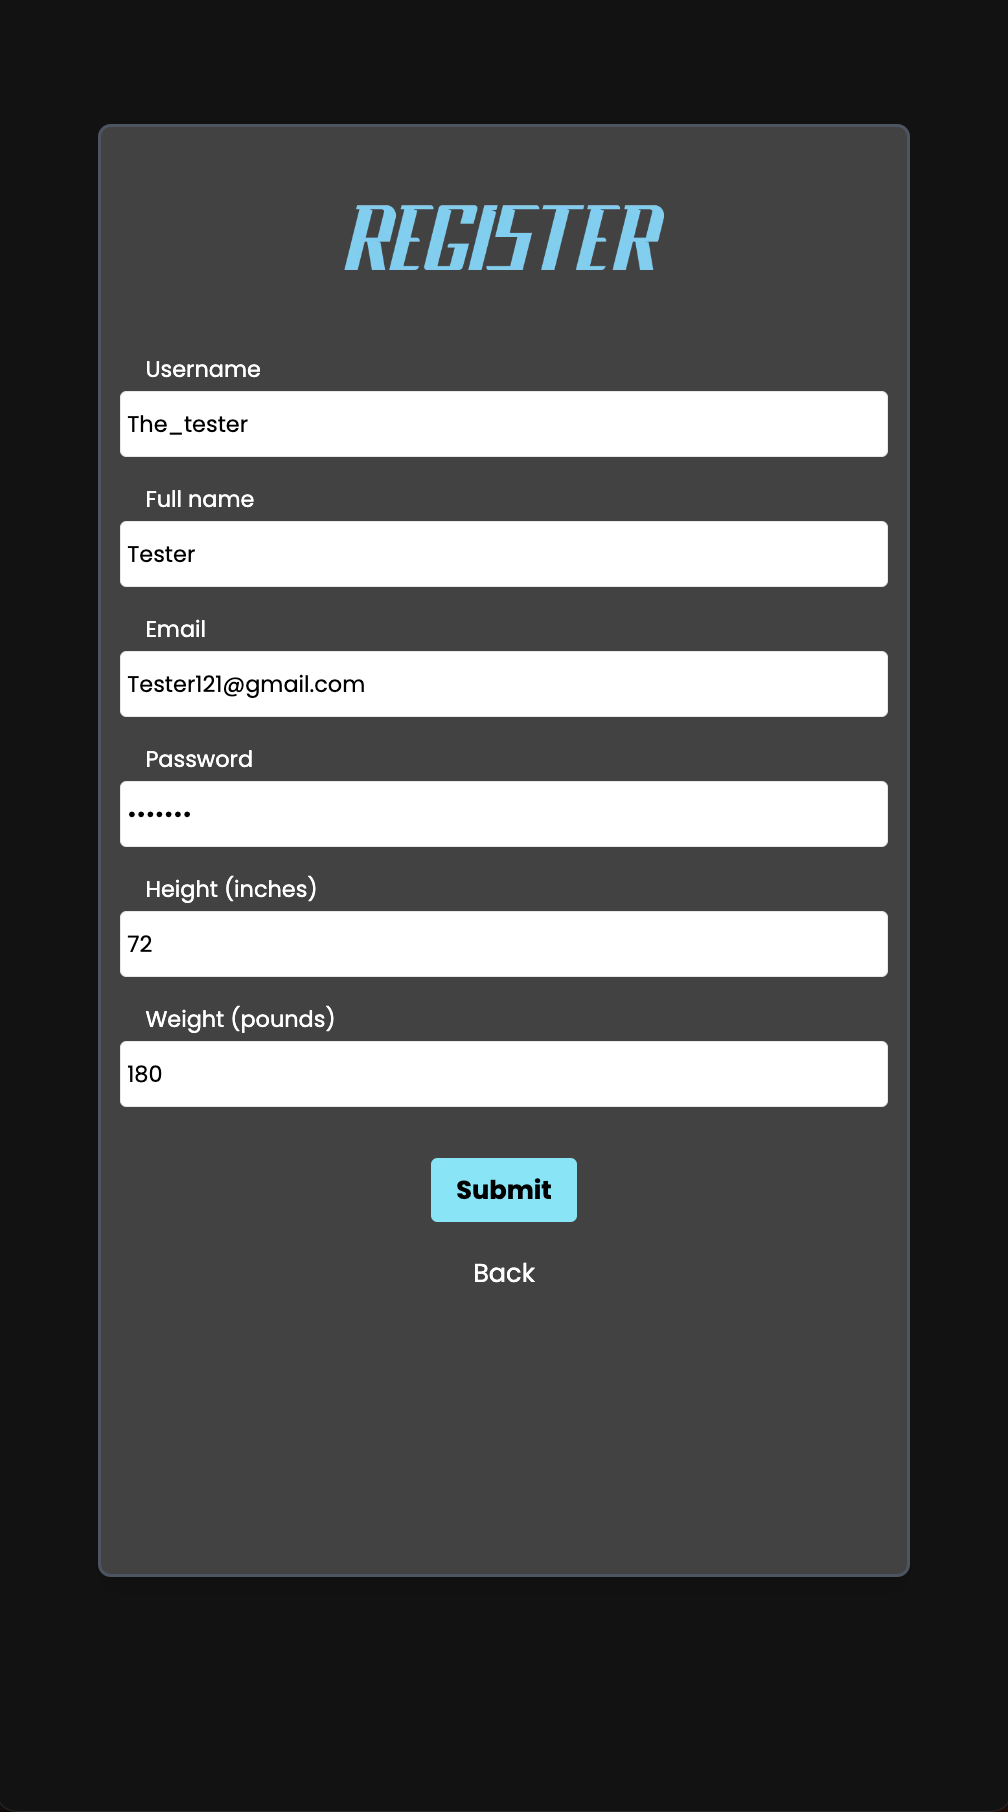 REGISTER
Username
The_tester
Full name
Tester
Email
Tester121@gmail.com
Password
•••••••
Height (inches)
72
Weight (pounds)
180
Submit
Back